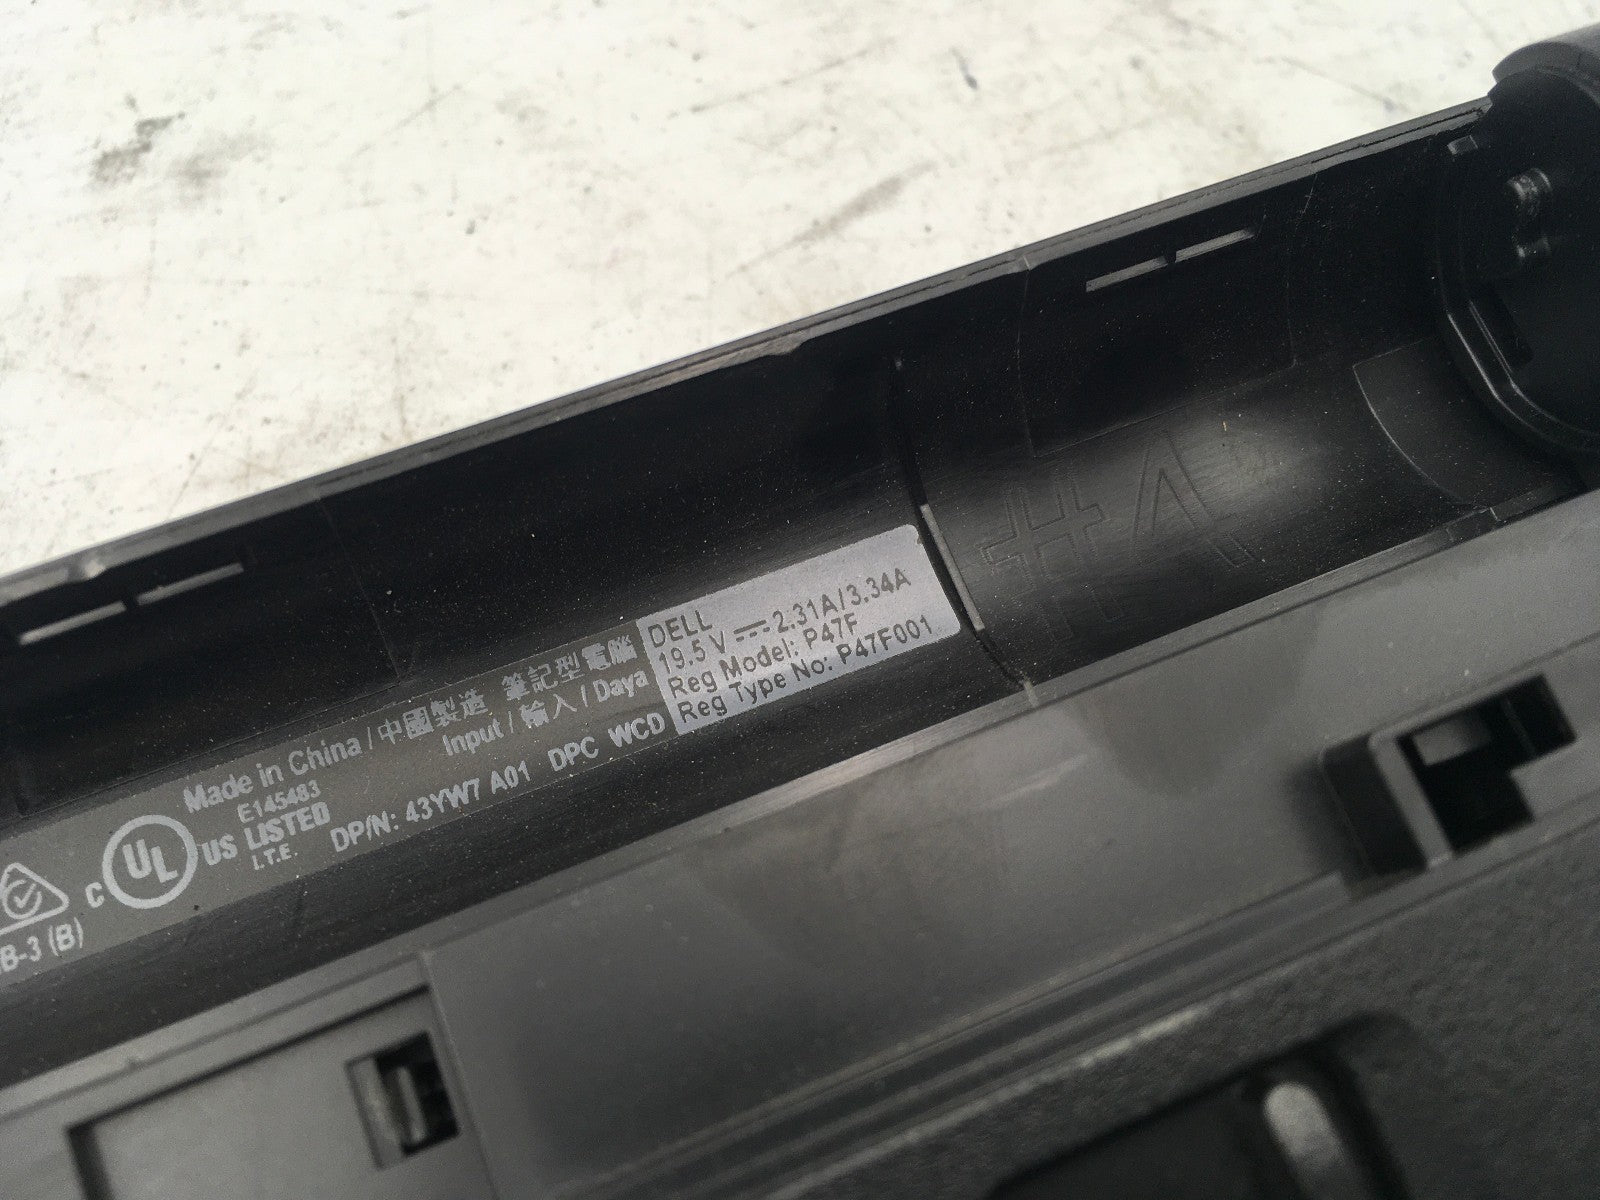 DELL
19.5 V ⎓ 2.31A/3.34A
Reg Model: P47F
Reg Type No: P47F001
Made in China / 中國製造 筆記型電腦
Input / 輸入 / Daya
E145483
C UL US LISTED
I.T.E.
DP/N: 43YW7 A01 DPC WCD
B-3 (B)